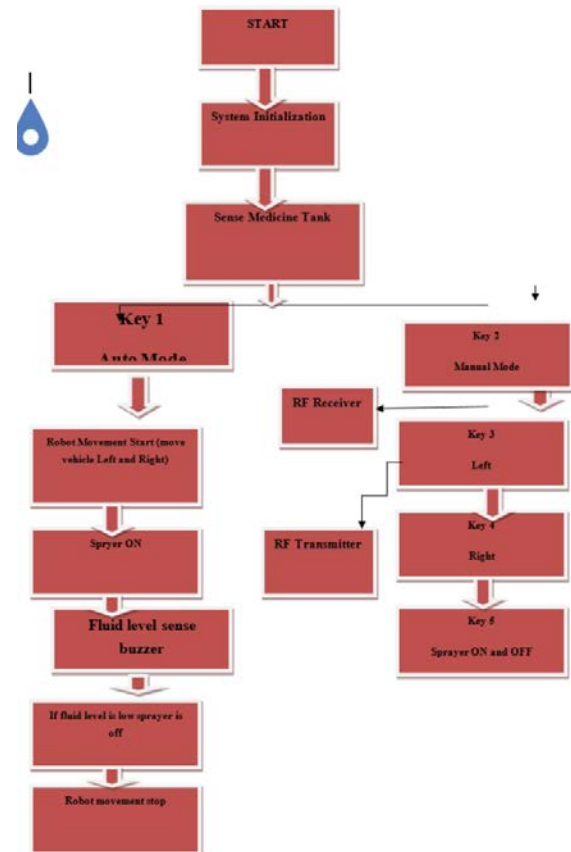 START
System Initialization
Sense Medicine Tank
Key 1
Auto Mode
Robot Movement Start (move
vehicle Left and Right)
Spryer ON
Fluid level sense
buzzer
If fluid level is low sprayer is
off
Robot movement stop
Key 2
Manual Mode
RF Receiver
Key 3
Left
RF Transmitter
Key 4
Right
Key 5
Sprayer ON and OFF